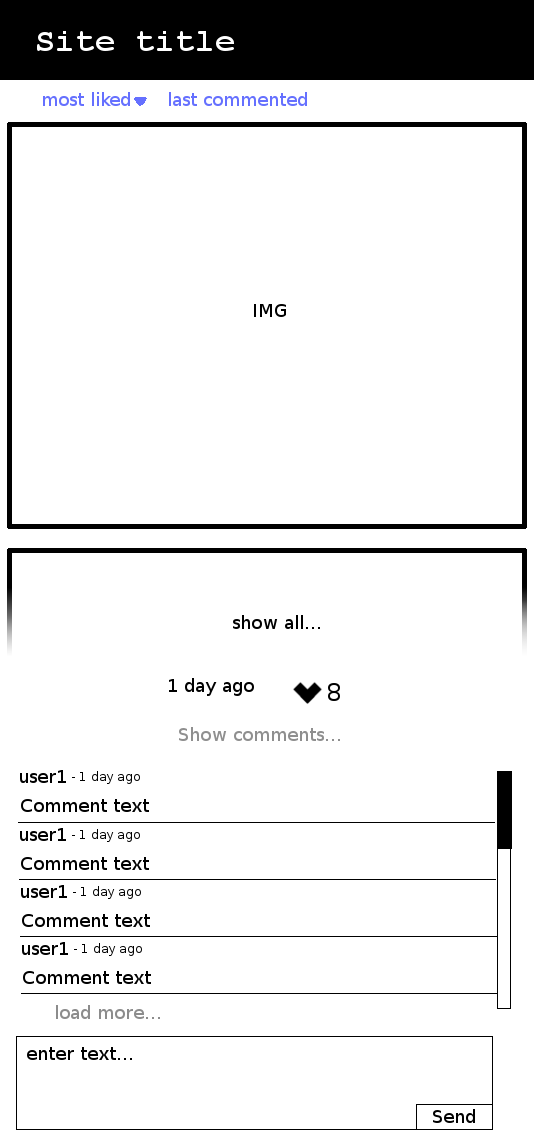 Site title
most liked last commented
IMG
show all...
1 day ago 8
Show comments...
user1 - 1 day ago
Comment text
user1 - 1 day ago
Comment text
user1 - 1 day ago
Comment text
user1 - 1 day ago
Comment text
load more...
enter text...
Send